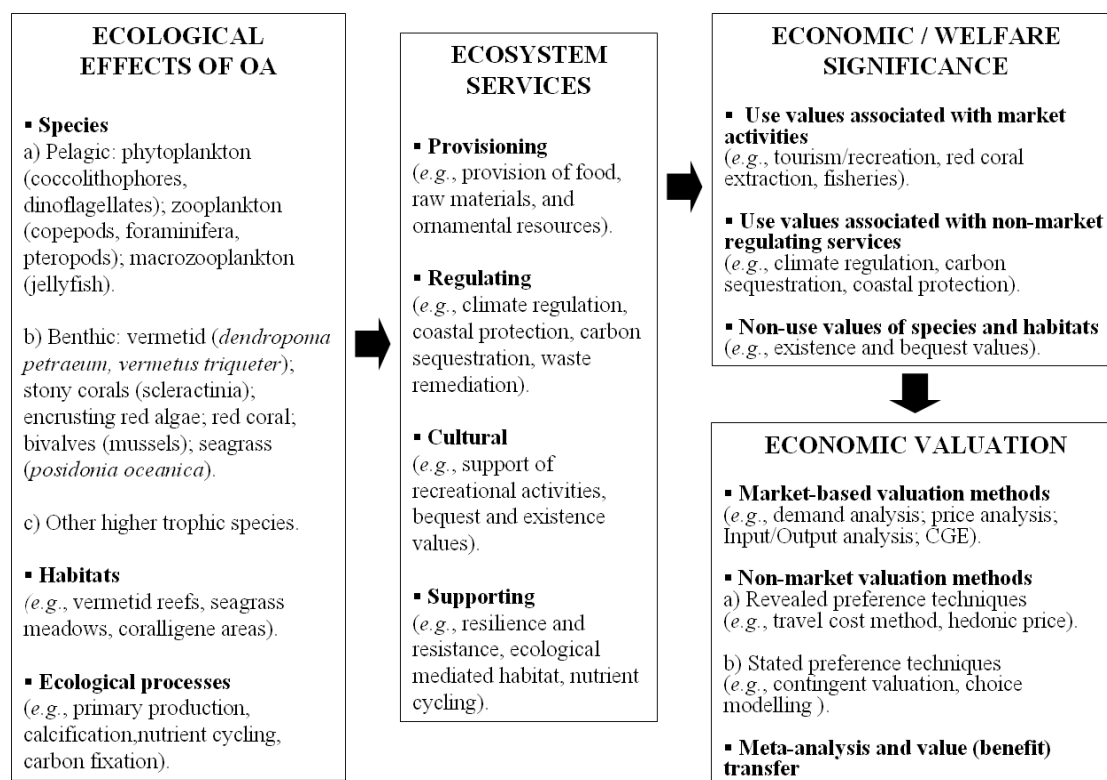 ECOLOGICAL
EFFECTS OF OA
▪ Species
a) Pelagic: phytoplankton
(coccolithophores,
dinoflagellates); zooplankton
(copepods, foraminifera,
pteropods); macrozooplankton
(jellyfish).
b) Benthic: vermetid (dendropoma
petraeum, vermetus triqueter);
stony corals (scleractinia);
encrusting red algae; red coral;
bivalves (mussels); seagrass
(posidonia oceanica).
c) Other higher trophic species.
▪ Habitats
(e.g., vermetid reefs, seagrass
meadows, coralligene areas).
▪ Ecological processes
(e.g., primary production,
calcification,nutrient cycling,
carbon fixation).
ECOSYSTEM
SERVICES
▪ Provisioning
(e.g., provision of food,
raw materials, and
ornamental resources).
▪ Regulating
(e.g., climate regulation,
coastal protection, carbon
sequestration, waste
remediation).
▪ Cultural
(e.g., support of
recreational activities,
bequest and existence
values).
▪ Supporting
(e.g., resilience and
resistance, ecological
mediated habitat, nutrient
cycling).
ECONOMIC / WELFARE
SIGNIFICANCE
▪ Use values associated with market
activities
(e.g., tourism/recreation, red coral
extraction, fisheries).
▪ Use values associated with non-market
regulating services
(e.g., climate regulation, carbon
sequestration, coastal protection).
▪ Non-use values of species and habitats
(e.g., existence and bequest values).
ECONOMIC VALUATION
▪ Market-based valuation methods
(e.g., demand analysis; price analysis;
Input/Output analysis; CGE).
▪ Non-market valuation methods
a) Revealed preference techniques
(e.g., travel cost method, hedonic price).
b) Stated preference techniques
(e.g., contingent valuation, choice
modelling ).
▪ Meta-analysis and value (benefit)
transfer